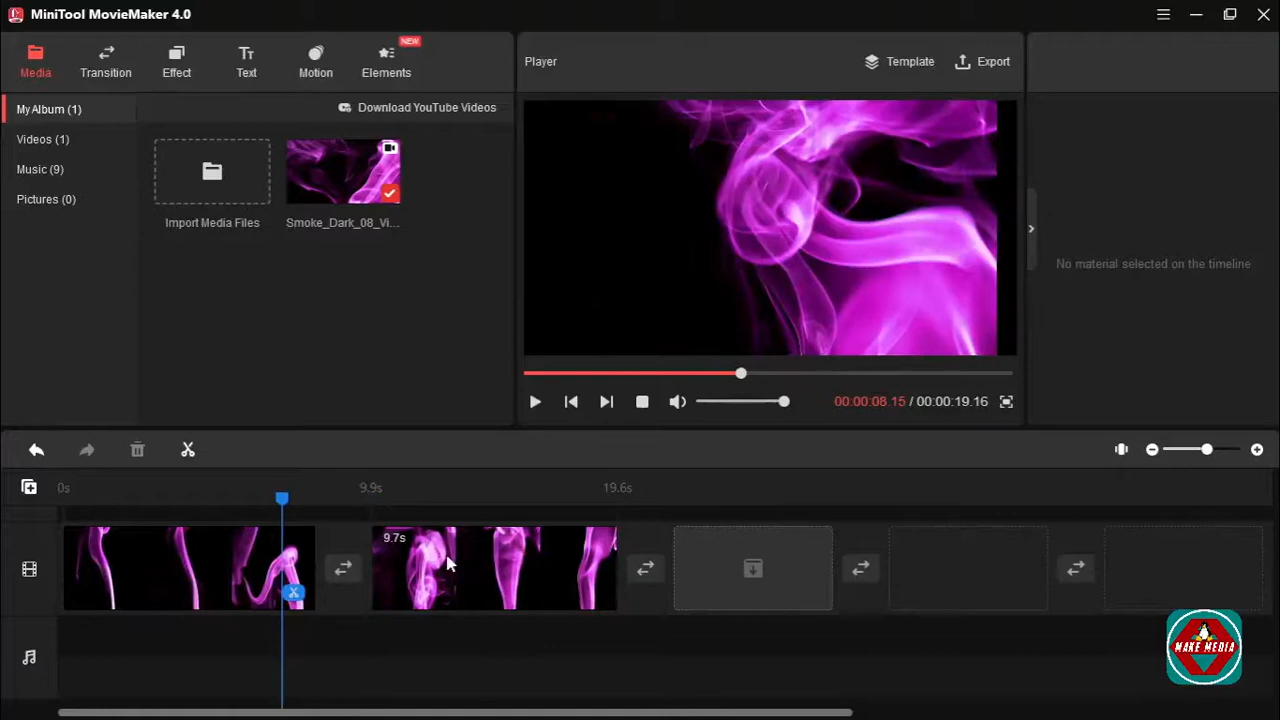 MiniTool MovieMaker 4.0
Media
Transition
Effect
Text
Motion
NEW
Elements
Player
Template
Export
My Album (1)
Videos (1)
Music (9)
Pictures (0)
Download YouTube Videos
Import Media Files
Smoke_Dark_08_Vi...
No material selected on the timeline
00:00:08.15 / 00:00:19.16
0s
9.9s
19.6s
9.7s
MAKE MEDIA